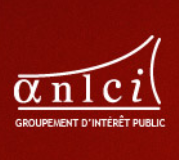 anlci
GROUPEMENT D'INTÉRÊT PUBLIC